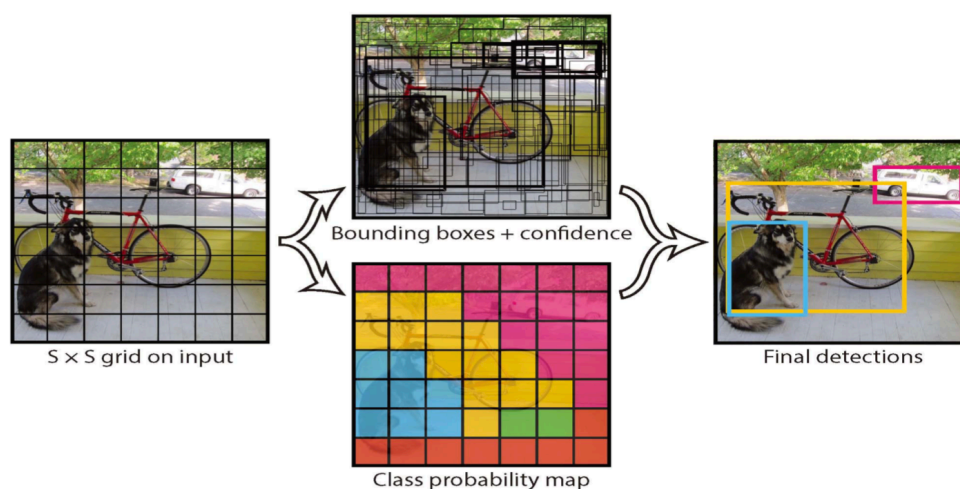 Bounding boxes + confidence
S × S grid on input
Final detections
Class probability map